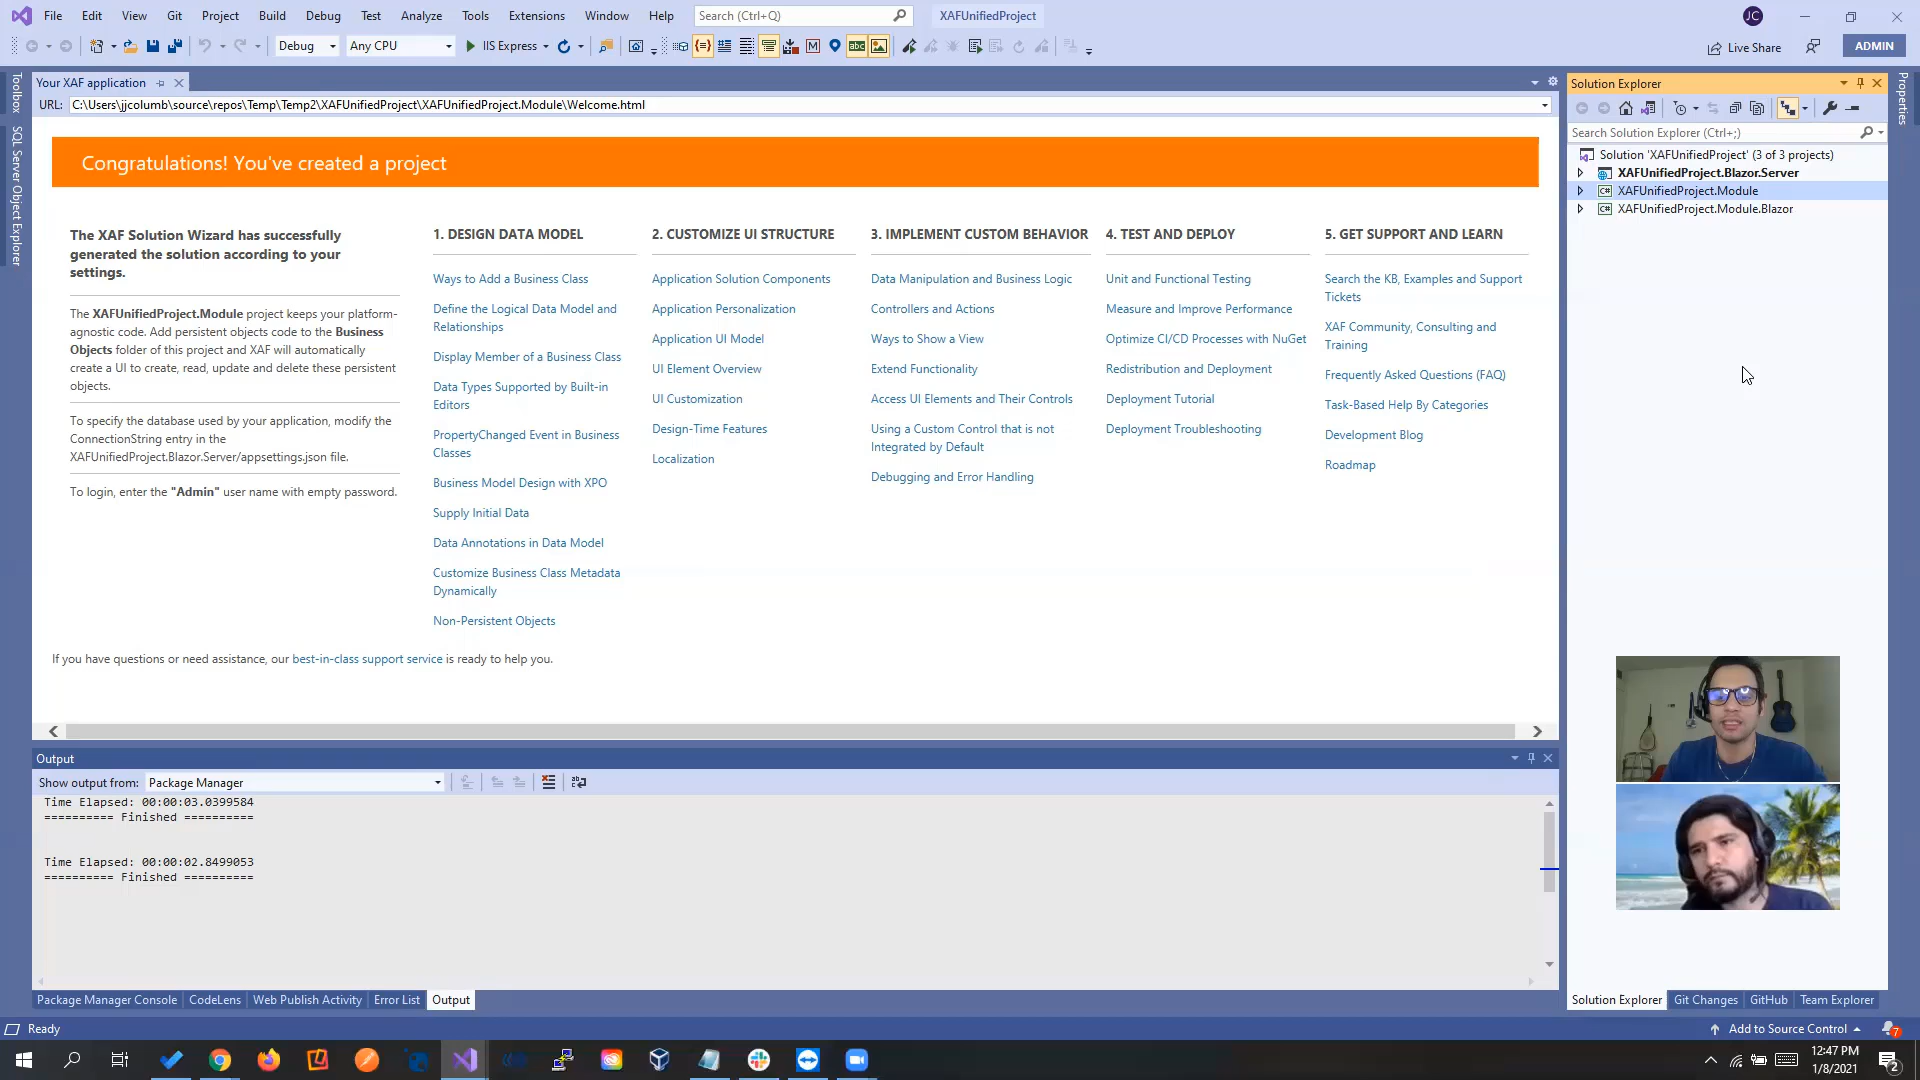 File Edit View Git Project Build Debug Test Analyze Tools Extensions Window Help Search (Ctrl+Q) XAFUnifiedProject JC
Debug Any CPU IIS Express Live Share ADMIN
Toolbox
SQL Server Object Explorer
Your XAF application
URL: C:\Users\jjcolumb\source\repos\Temp\Temp2\XAFUnifiedProject\XAFUnifiedProject.Module\Welcome.html
Congratulations! You've created a project
The XAF Solution Wizard has successfully
generated the solution according to your
settings.
The XAFUnifiedProject.Module project keeps your platform-
agnostic code. Add persistent objects code to the Business
Objects folder of this project and XAF will automatically
create a UI to create, read, update and delete these persistent
objects.
To specify the database used by your application, modify the
ConnectionString entry in the
XAFUnifiedProject.Blazor.Server/appsettings.json file.
To login, enter the "Admin" user name with empty password.
1. DESIGN DATA MODEL
Ways to Add a Business Class
Define the Logical Data Model and
Relationships
Display Member of a Business Class
Data Types Supported by Built-in
Editors
PropertyChanged Event in Business
Classes
Business Model Design with XPO
Supply Initial Data
Data Annotations in Data Model
Customize Business Class Metadata
Dynamically
Non-Persistent Objects
2. CUSTOMIZE UI STRUCTURE
Application Solution Components
Application Personalization
Application UI Model
UI Element Overview
UI Customization
Design-Time Features
Localization
3. IMPLEMENT CUSTOM BEHAVIOR
Data Manipulation and Business Logic
Controllers and Actions
Ways to Show a View
Extend Functionality
Access UI Elements and Their Controls
Using a Custom Control that is not
Integrated by Default
Debugging and Error Handling
4. TEST AND DEPLOY
Unit and Functional Testing
Measure and Improve Performance
Optimize CI/CD Processes with NuGet
Redistribution and Deployment
Deployment Tutorial
Deployment Troubleshooting
5. GET SUPPORT AND LEARN
Search the KB, Examples and Support
Tickets
XAF Community, Consulting and
Training
Frequently Asked Questions (FAQ)
Task-Based Help By Categories
Development Blog
Roadmap
If you have questions or need assistance, our best-in-class support service is ready to help you.
Output
Show output from: Package Manager
Time Elapsed: 00:00:03.0399584
========== Finished ==========
Time Elapsed: 00:00:02.8499053
========== Finished ==========
Package Manager Console CodeLens Web Publish Activity Error List Output
Solution Explorer
Search Solution Explorer (Ctrl+;)
Solution 'XAFUnifiedProject' (3 of 3 projects)
XAFUnifiedProject.Blazor.Server
C# XAFUnifiedProject.Module
C# XAFUnifiedProject.Module.Blazor
Properties
Solution Explorer Git Changes GitHub Team Explorer
Ready Add to Source Control 7
12:47 PM
1/8/2021
2